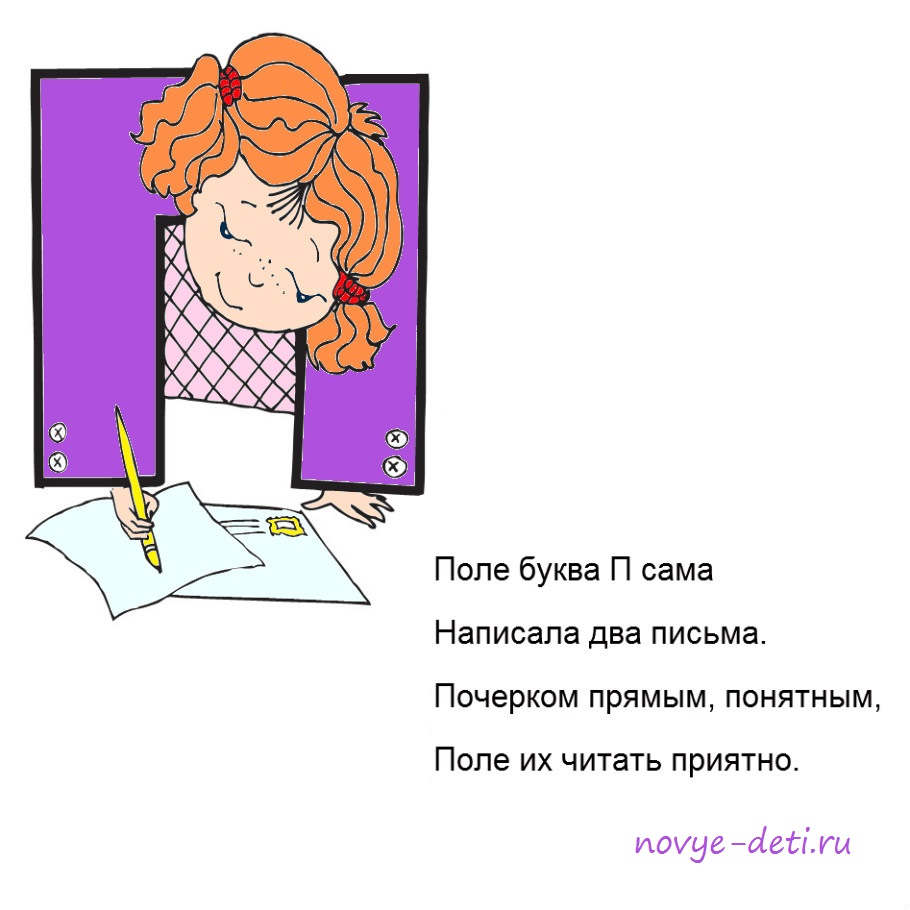 Поле буква П сама
Написала два письма.
Почерком прямым, понятным,
Поле их читать приятно.
novye-deti.ru